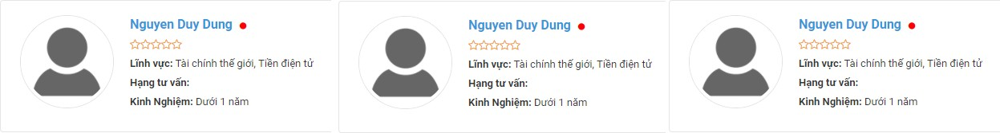 Nguyen Duy Dung
Lĩnh vực: Tài chính thế giới, Tiền điện tử
Hạng tư vấn:
Kinh Nghiệm: Dưới 1 năm
Nguyen Duy Dung
Lĩnh vực: Tài chính thế giới, Tiền điện tử
Hạng tư vấn:
Kinh Nghiệm: Dưới 1 năm
Nguyen Duy Dung
Lĩnh vực: Tài chính thế giới, Tiền điện tử
Hạng tư vấn:
Kinh Nghiệm: Dưới 1 năm